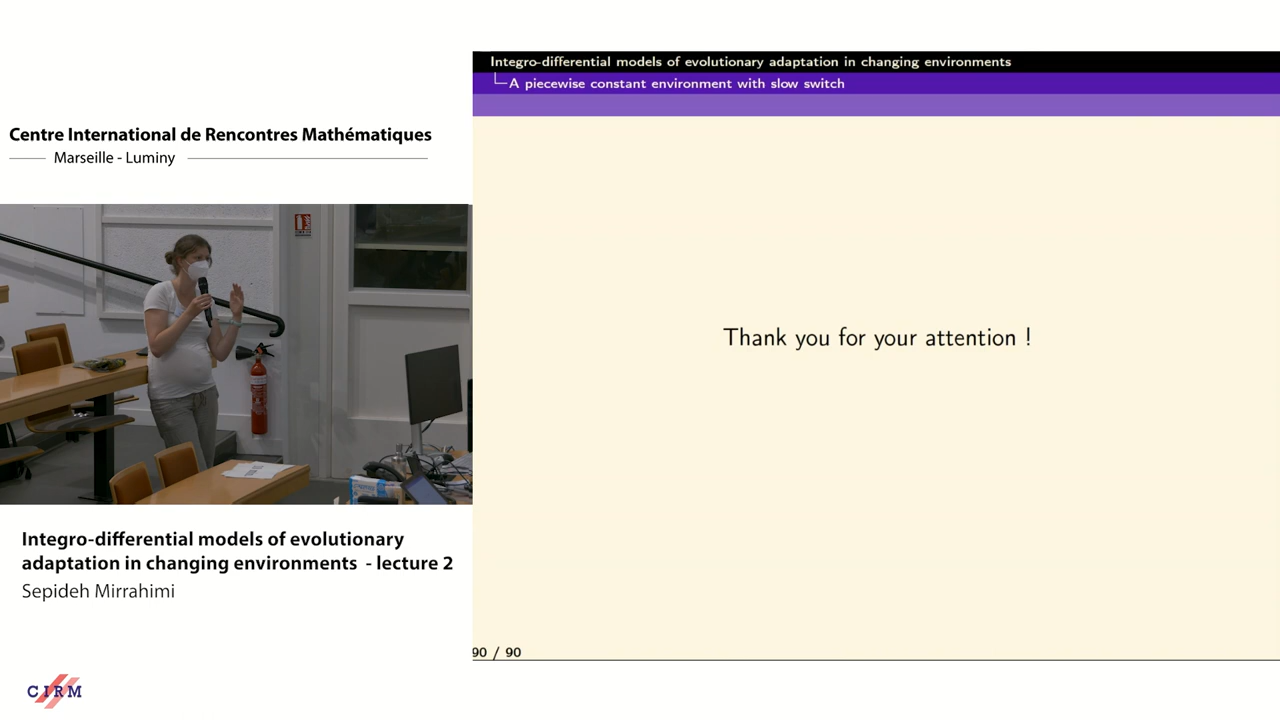 Integro-differential models of evolutionary adaptation in changing environments
A piecewise constant environment with slow switch
Centre International de Rencontres Mathématiques
Marseille - Luminy
Thank you for your attention !
Integro-differential models of evolutionary
adaptation in changing environments - lecture 2
Sepideh Mirrahimi
90 / 90
CIRM